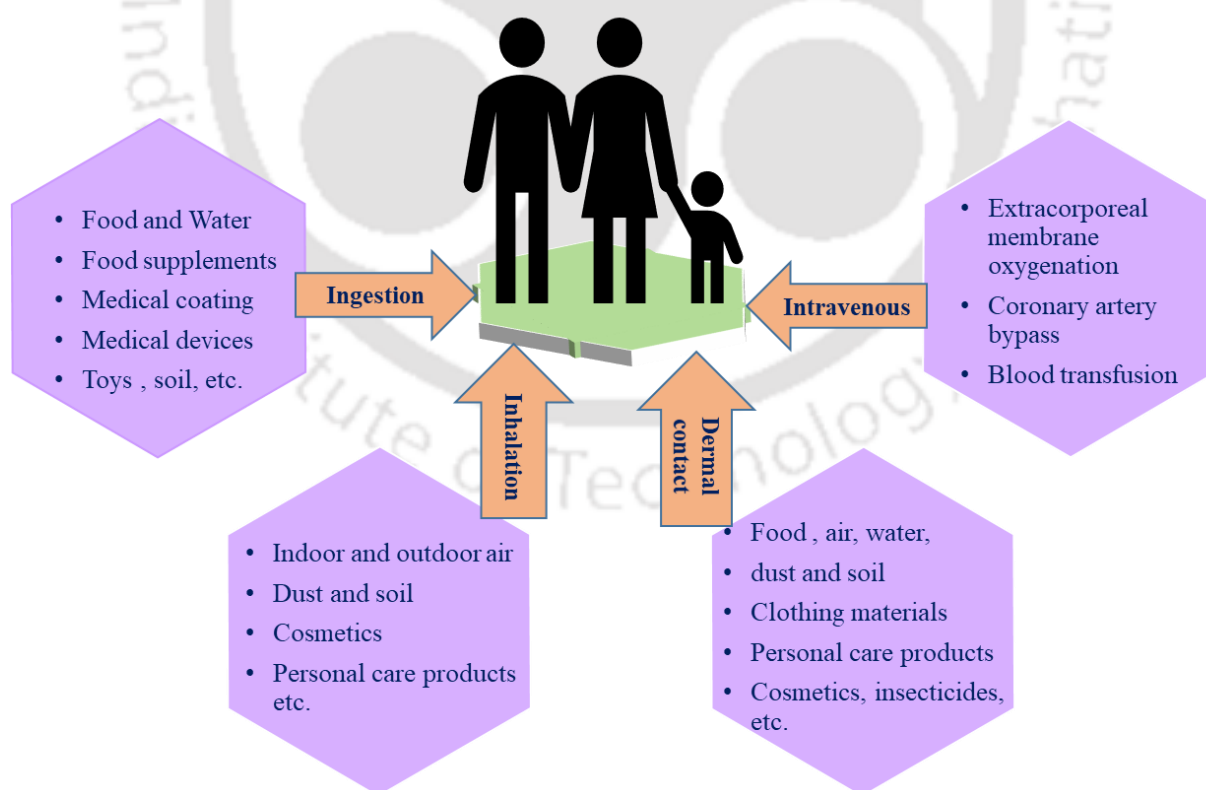 • Food and Water
• Food supplements
• Medical coating
• Medical devices
• Toys , soil, etc.
Ingestion
Intravenous
• Extracorporeal
membrane
oxygenation
• Coronary artery
bypass
• Blood transfusion
Inhalation
Dermal
contact
• Indoor and outdoor air
• Dust and soil
• Cosmetics
• Personal care products
etc.
• Food , air, water,
• dust and soil
• Clothing materials
• Personal care products
• Cosmetics, insecticides,
etc.
of Technology